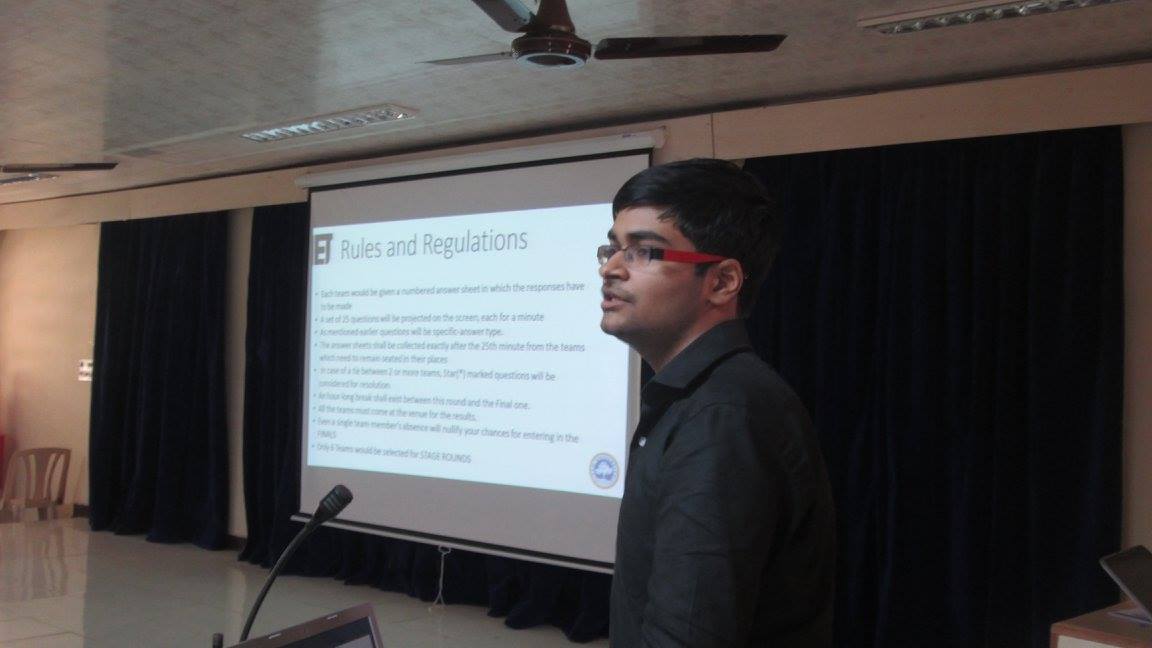 ET Rules and Regulations
• Each team would be given a numbered answer sheet in which the responses have
to be made
• A set of 25 questions will be projected on the screen, each for a minute
• As mentioned earlier questions will be specific-answer type.
• The answer sheets shall be collected exactly after the 25th minute from the teams
which need to remain seated in their places
• In case of a tie between 2 or more teams, Star(*) marked questions will be
considered for resolution
• An hour long break shall exist between this round and the Final one.
• All the teams must come at the venue for the results.
• Even a single team member's absence will nullify your chances for entering in the
FINALS
• Only 6 Teams would be selected for STAGE ROUNDS